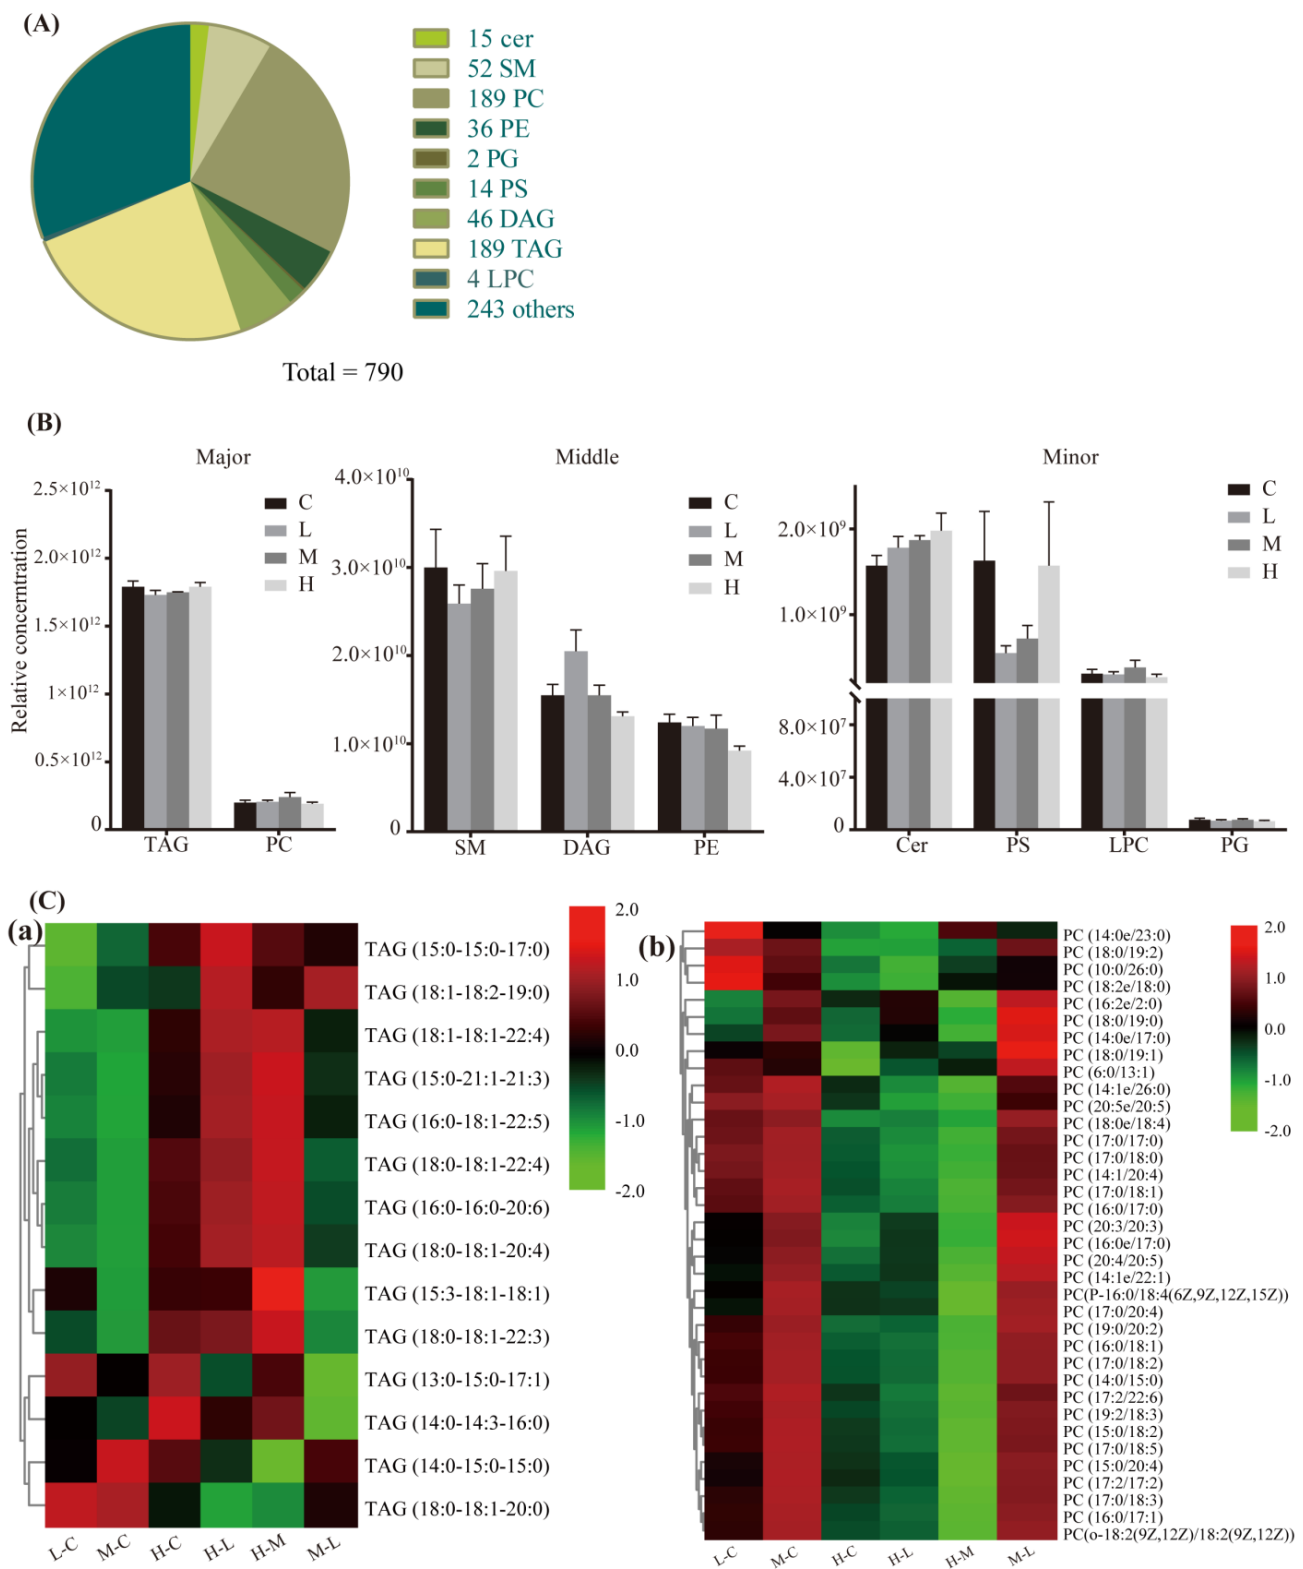 (A)
15 cer
52 SM
189 PC
36 PE
2 PG
14 PS
46 DAG
189 TAG
4 LPC
243 others
Total = 790
(B)
Major
Relative concerntration
2.5×10¹²
2.0×10¹²
1.5×10¹²
1×10¹²
0.5×10¹²
0
C
L
M
H
TAG PC
Middle
4.0×10¹⁰
3.0×10¹⁰
2.0×10¹⁰
1.0×10¹⁰
0
C
L
M
H
SM DAG PE
Minor
2.0×10⁹
1.0×10⁹
8.0×10⁷
4.0×10⁷
0
C
L
M
H
Cer PS LPC PG
(C)
(a)
TAG (15:0-15:0-17:0)
TAG (18:1-18:2-19:0)
TAG (18:1-18:1-22:4)
TAG (15:0-21:1-21:3)
TAG (16:0-18:1-22:5)
TAG (18:0-18:1-22:4)
TAG (16:0-16:0-20:6)
TAG (18:0-18:1-20:4)
TAG (15:3-18:1-18:1)
TAG (18:0-18:1-22:3)
TAG (13:0-15:0-17:1)
TAG (14:0-14:3-16:0)
TAG (14:0-15:0-15:0)
TAG (18:0-18:1-20:0)
L-C M-C H-C H-L H-M M-L
2.0
1.0
0.0
-1.0
-2.0
(b)
PC (14:0e/23:0)
PC (18:0/19:2)
PC (10:0/26:0)
PC (18:2e/18:0)
PC (16:2e/2:0)
PC (18:0/19:0)
PC (14:0e/17:0)
PC (18:0/19:1)
PC (6:0/13:1)
PC (14:1e/26:0)
PC (20:5e/20:5)
PC (18:0e/18:4)
PC (17:0/17:0)
PC (17:0/18:0)
PC (14:1/20:4)
PC (17:0/18:1)
PC (16:0/17:0)
PC (20:3/20:3)
PC (16:0e/17:0)
PC (20:4/20:5)
PC (14:1e/22:1)
PC(P-16:0/18:4(6Z,9Z,12Z,15Z))
PC (17:0/20:4)
PC (19:0/20:2)
PC (16:0/18:1)
PC (17:0/18:2)
PC (14:0/15:0)
PC (17:2/22:6)
PC (19:2/18:3)
PC (15:0/18:2)
PC (17:0/18:5)
PC (15:0/20:4)
PC (17:2/17:2)
PC (17:0/18:3)
PC (16:0/17:1)
PC(o-18:2(9Z,12Z)/18:2(9Z,12Z))
L-C M-C H-C H-L H-M M-L
2.0
1.0
0.0
-1.0
-2.0